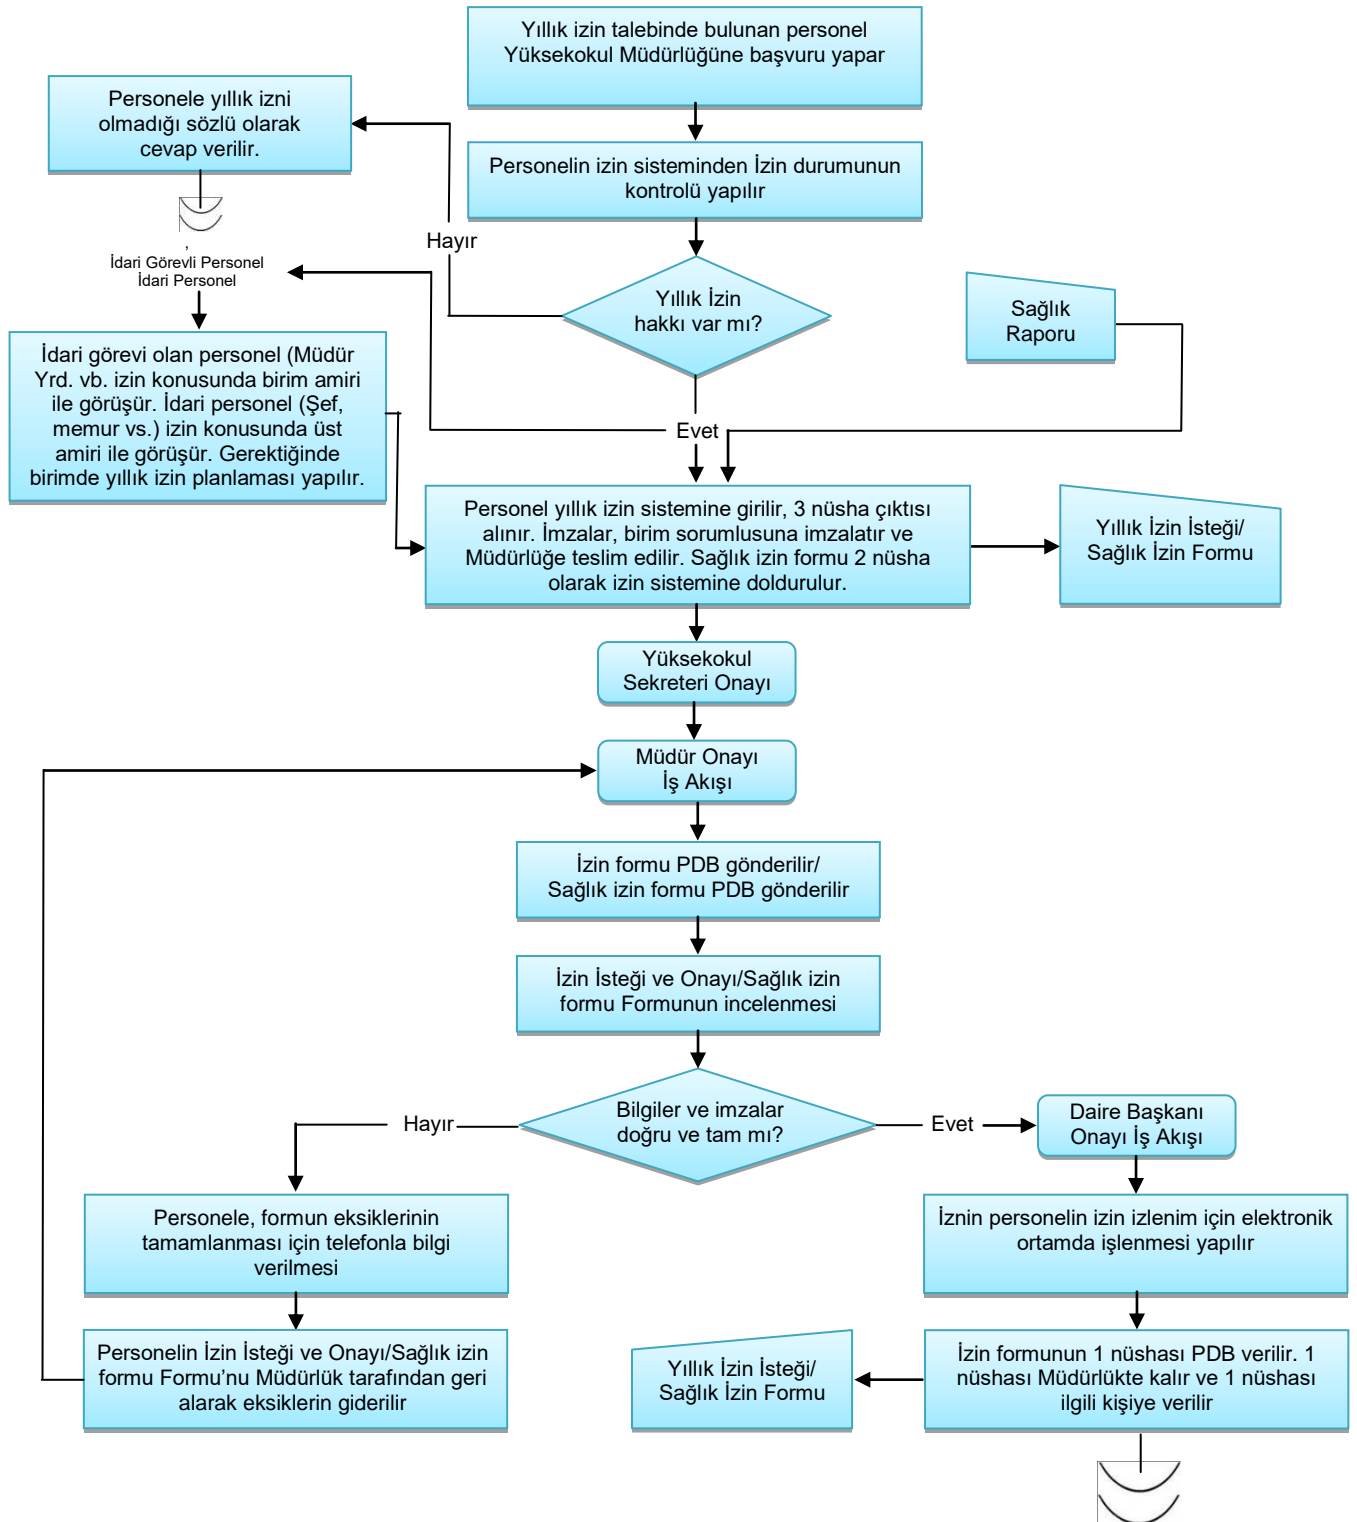 Yıllık izin talebinde bulunan personel
Yüksekokul Müdürlüğüne başvuru yapar
Personele yıllık izni
olmadığı sözlü olarak
cevap verilir.
Personelin izin sisteminden İzin durumunun
kontrolü yapılır
Hayır
,
İdari Görevli Personel
İdari Personel
Yıllık İzin
hakkı var mı?
Sağlık
Raporu
İdari görevi olan personel (Müdür
Yrd. vb. izin konusunda birim amiri
ile görüşür. İdari personel (Şef,
memur vs.) izin konusunda üst
amiri ile görüşür. Gerektiğinde
birimde yıllık izin planlaması yapılır.
Evet
Personel yıllık izin sistemine girilir, 3 nüsha çıktısı
alınır. İmzalar, birim sorumlusuna imzalatır ve
Müdürlüğe teslim edilir. Sağlık izin formu 2 nüsha
olarak izin sistemine doldurulur.
Yıllık İzin İsteği/
Sağlık İzin Formu
Yüksekokul
Sekreteri Onayı
Müdür Onayı
İş Akışı
İzin formu PDB gönderilir/
Sağlık izin formu PDB gönderilir
İzin İsteği ve Onayı/Sağlık izin
formu Formunun incelenmesi
Bilgiler ve imzalar
doğru ve tam mı?
Hayır
Evet
Daire Başkanı
Onayı İş Akışı
Personele, formun eksiklerinin
tamamlanması için telefonla bilgi
verilmesi
İznin personelin izin izlenim için elektronik
ortamda işlenmesi yapılır
Personelin İzin İsteği ve Onayı/Sağlık izin
formu Formu’nu Müdürlük tarafından geri
alarak eksiklerin giderilir
Yıllık İzin İsteği/
Sağlık İzin Formu
İzin formunun 1 nüshası PDB verilir. 1
nüshası Müdürlükte kalır ve 1 nüshası
ilgili kişiye verilir